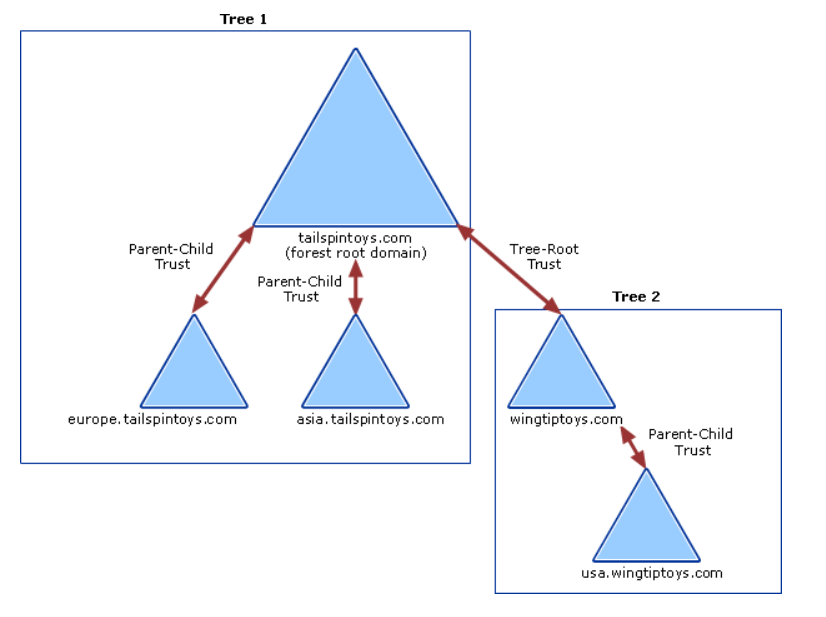 Tree 1
tailspintoys.com
(forest root domain)
Parent-Child
Trust
Parent-Child
Trust
Tree-Root
Trust
europe.tailspintoys.com
asia.tailspintoys.com
Tree 2
wingtiptoys.com
Parent-Child
Trust
usa.wingtiptoys.com